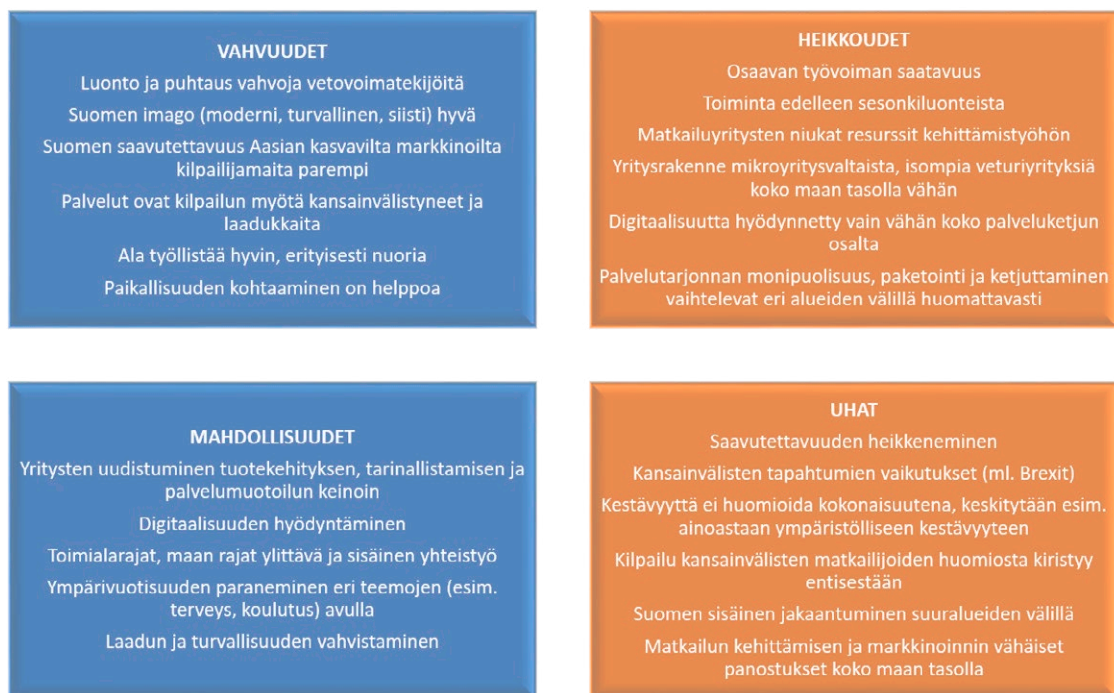 VAHVUUDET
Luonto ja puhtaus vahvoja vetovoimatekijöitä
Suomen imago (moderni, turvallinen, siisti) hyvä
Suomen saavutettavuus Aasian kasvavilta markkinoilta
kilpailijamaita parempi
Palvelut ovat kilpailun myötä kansainvälistyneet ja
laadukkaita
Ala työllistää hyvin, erityisesti nuoria
Paikallisuuden kohtaaminen on helppoa
HEIKKOUDET
Osaavan työvoiman saatavuus
Toiminta edelleen sesonkiluonteista
Matkailuyritysten niukat resurssit kehittämistyöhön
Yritysrakenne mikroyritysvaltaista, isompia veturiyrityksiä
koko maan tasolla vähän
Digitaalisuutta hyödynnetty vain vähän koko palveluketjun
osalta
Palvelutarjonnan monipuolisuus, paketointi ja ketjuttaminen
vaihtelevat eri alueiden välillä huomattavasti
MAHDOLLISUUDET
Yritysten uudistuminen tuotekehityksen, tarinallistamisen ja
palvelumuotoilun keinoin
Digitaalisuuden hyödyntäminen
Toimialarajat, maan rajat ylittävä ja sisäinen yhteistyö
Ympärivuotisuuden paraneminen eri teemojen (esim.
terveys, koulutus) avulla
Laadun ja turvallisuuden vahvistaminen
UHAT
Saavutettavuuden heikkeneminen
Kansainvälisten tapahtumien vaikutukset (ml. Brexit)
Kestävyyttä ei huomioida kokonaisuutena, keskitytään esim.
ainoastaan ympäristölliseen kestävyyteen
Kilpailu kansainvälisten matkailijoiden huomiosta kiristyy
entisestään
Suomen sisäinen jakaantuminen suuralueiden välillä
Matkailun kehittämisen ja markkinoinnin vähäiset
panostukset koko maan tasolla